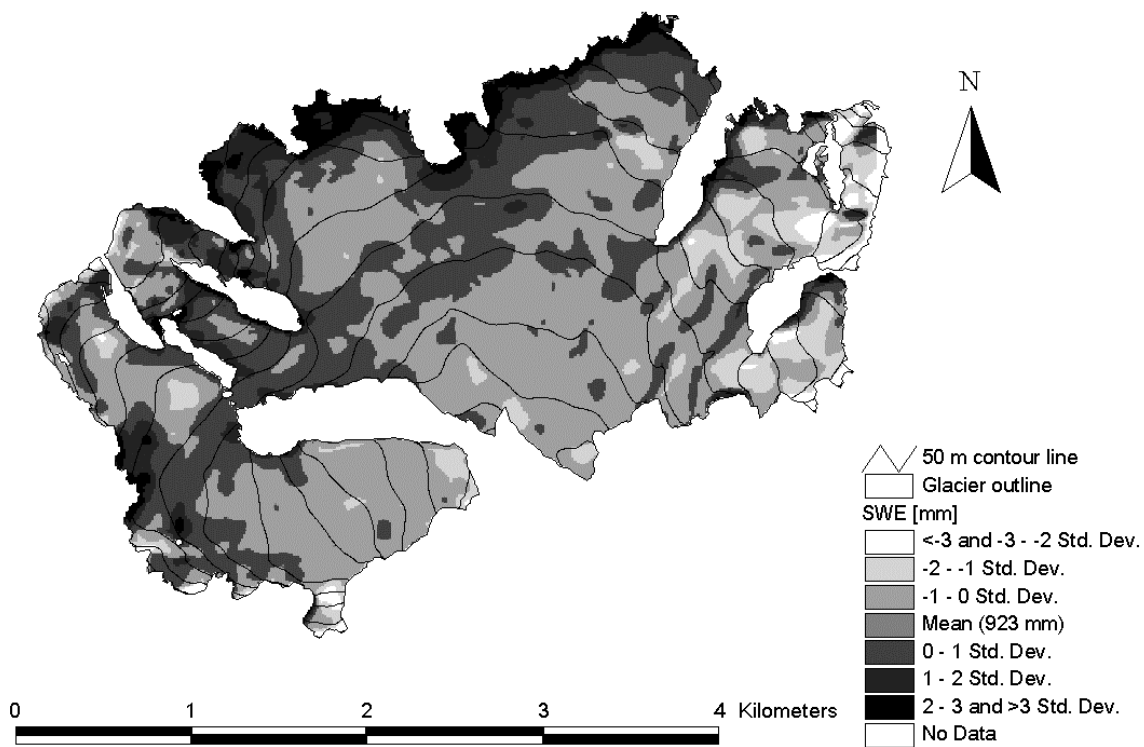 N
50 m contour line
Glacier outline
SWE [mm]
<-3 and -3 - -2 Std. Dev.
-2 - -1 Std. Dev.
-1 - 0 Std. Dev.
Mean (923 mm)
0 - 1 Std. Dev.
1 - 2 Std. Dev.
2 - 3 and >3 Std. Dev.
No Data
0 1 2 3 4 Kilometers